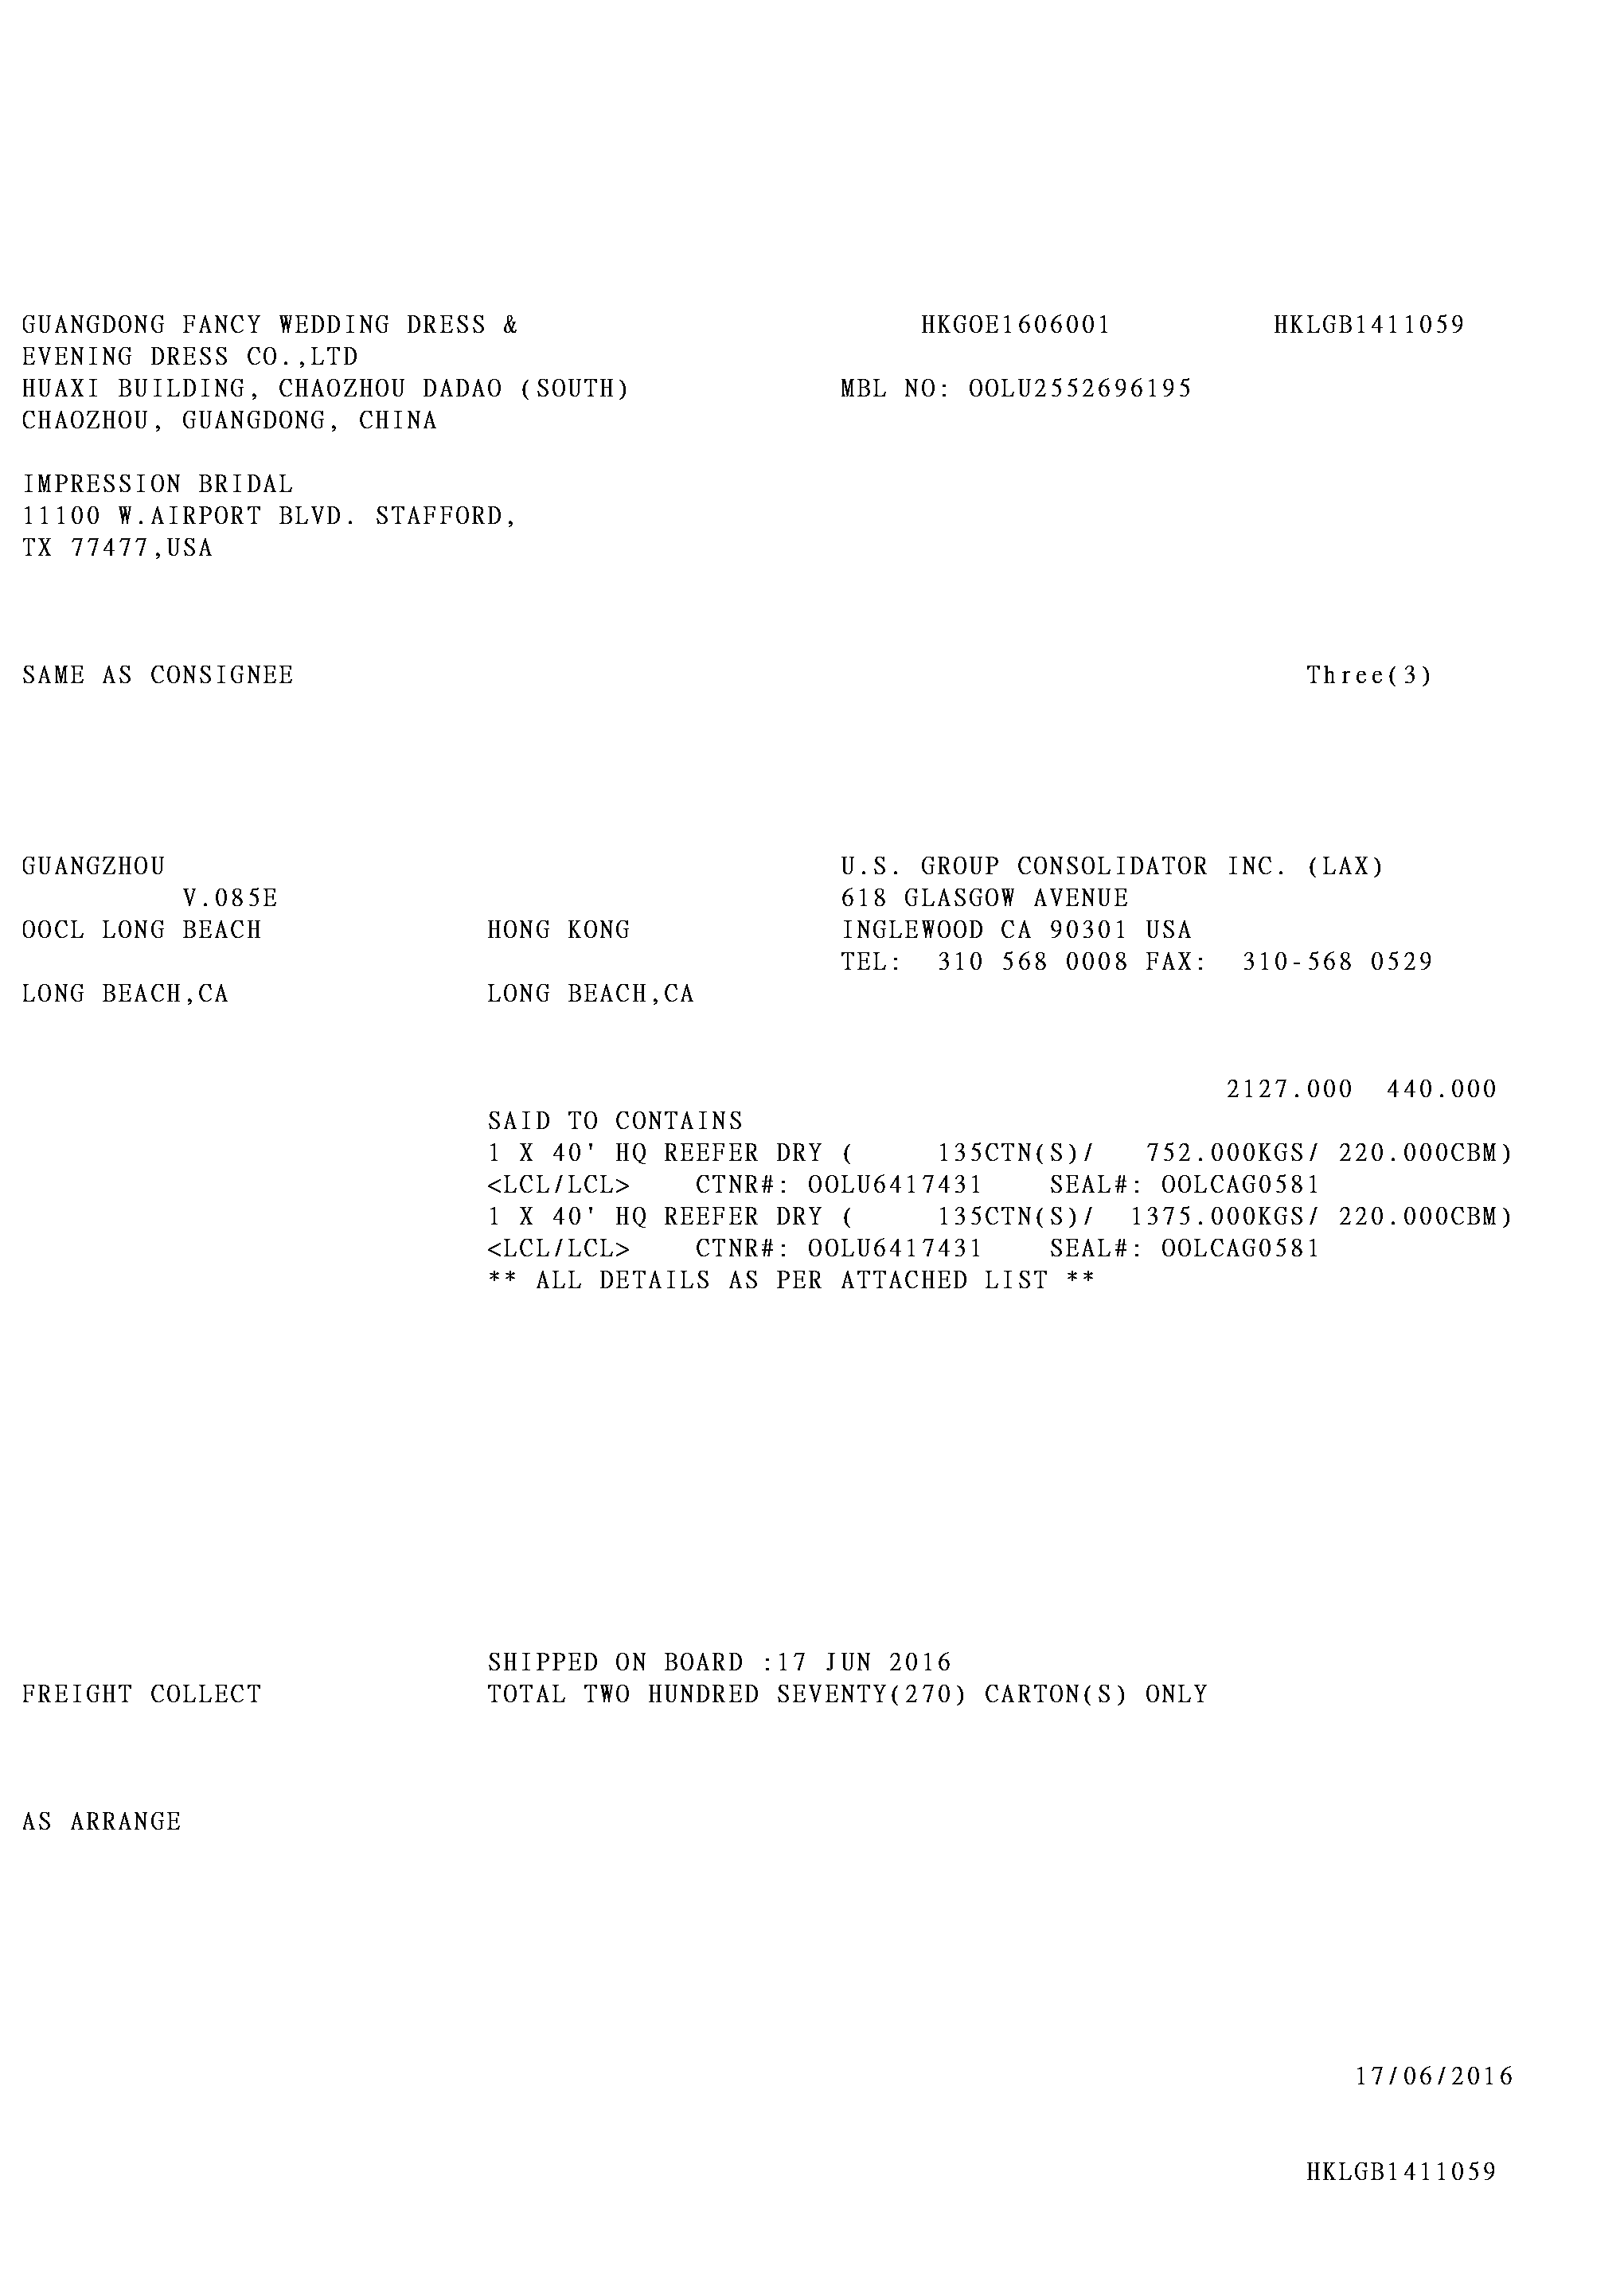 GUANGDONG FANCY WEDDING DRESS & HKGOE1606001 HKLGB1411059
EVENING DRESS CO.,LTD
HUAXI BUILDING, CHAOZHOU DADAO (SOUTH) MBL NO: OOLU2552696195
CHAOZHOU, GUANGDONG, CHINA
IMPRESSION BRIDAL
11100 W.AIRPORT BLVD. STAFFORD,
TX 77477,USA
SAME AS CONSIGNEE Three(3)
GUANGZHOU U.S. GROUP CONSOLIDATOR INC. (LAX)
V.085E 618 GLASGOW AVENUE
OOCL LONG BEACH HONG KONG INGLEWOOD CA 90301 USA
TEL: 310 568 0008 FAX: 310-568 0529
LONG BEACH,CA LONG BEACH,CA
2127.000 440.000
SAID TO CONTAINS
1 X 40' HQ REEFER DRY ( 135CTN(S)/ 752.000KGS/ 220.000CBM)
<LCL/LCL> CTNR#: OOLU6417431 SEAL#: OOLCAG0581
1 X 40' HQ REEFER DRY ( 135CTN(S)/ 1375.000KGS/ 220.000CBM)
<LCL/LCL> CTNR#: OOLU6417431 SEAL#: OOLCAG0581
** ALL DETAILS AS PER ATTACHED LIST **
SHIPPED ON BOARD :17 JUN 2016
FREIGHT COLLECT TOTAL TWO HUNDRED SEVENTY(270) CARTON(S) ONLY
AS ARRANGE
17/06/2016
HKLGB1411059